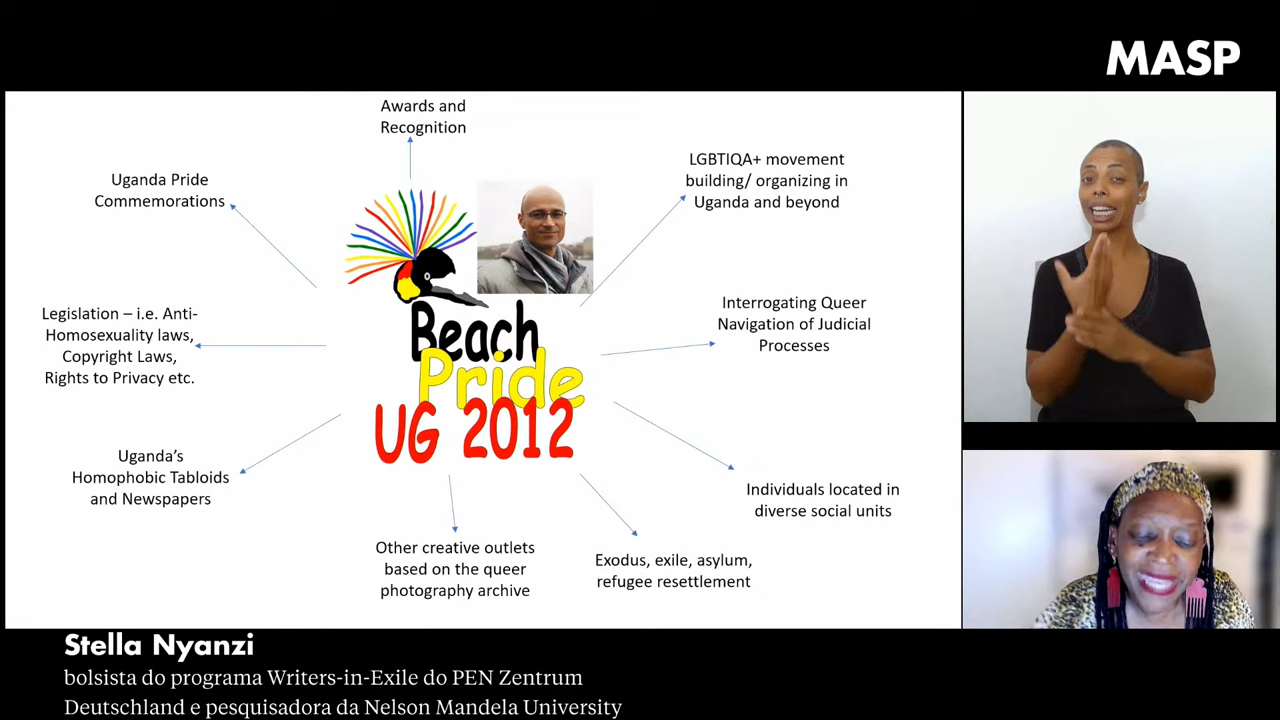 MASP
Awards and
Recognition
LGBTIQA+ movement
building/ organizing in
Uganda and beyond
Uganda Pride
Commemorations
Interrogating Queer
Navigation of Judicial
Processes
Legislation – i.e. Anti-
Homosexuality laws,
Copyright Laws,
Rights to Privacy etc.
Beach
Pride
UG 2012
Uganda’s
Homophobic Tabloids
and Newspapers
Individuals located in
diverse social units
Other creative outlets
based on the queer
photography archive
Exodus, exile, asylum,
refugee resettlement
Stella Nyanzi
bolsista do programa Writers-in-Exile do PEN Zentrum
Deutschland e pesquisadora da Nelson Mandela University